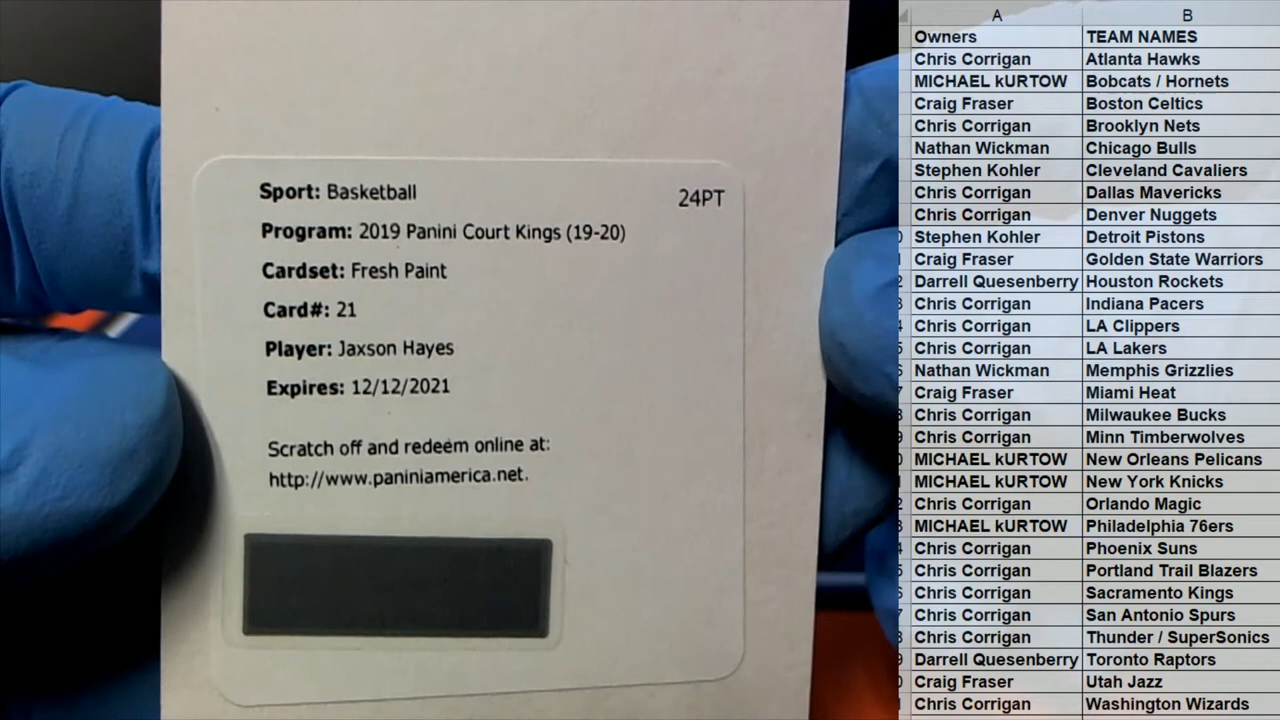 Sport: Basketball
24PT
Program: 2019 Panini Court Kings (19-20)
Cardset: Fresh Paint
Card#: 21
Player: Jaxson Hayes
Expires: 12/12/2021
Scratch off and redeem online at:
http://www.paniniamerica.net.
A B
Owners TEAM NAMES
Chris Corrigan Atlanta Hawks
MICHAEL kURTOW Bobcats / Hornets
Craig Fraser Boston Celtics
Chris Corrigan Brooklyn Nets
Nathan Wickman Chicago Bulls
Stephen Kohler Cleveland Cavaliers
Chris Corrigan Dallas Mavericks
Chris Corrigan Denver Nuggets
Stephen Kohler Detroit Pistons
Craig Fraser Golden State Warriors
Darrell Quesenberry Houston Rockets
Chris Corrigan Indiana Pacers
Chris Corrigan LA Clippers
Chris Corrigan LA Lakers
Nathan Wickman Memphis Grizzlies
Craig Fraser Miami Heat
Chris Corrigan Milwaukee Bucks
Chris Corrigan Minn Timberwolves
MICHAEL kURTOW New Orleans Pelicans
MICHAEL kURTOW New York Knicks
Chris Corrigan Orlando Magic
MICHAEL kURTOW Philadelphia 76ers
Chris Corrigan Phoenix Suns
Chris Corrigan Portland Trail Blazers
Chris Corrigan Sacramento Kings
Chris Corrigan San Antonio Spurs
Chris Corrigan Thunder / SuperSonics
Darrell Quesenberry Toronto Raptors
Craig Fraser Utah Jazz
Chris Corrigan Washington Wizards